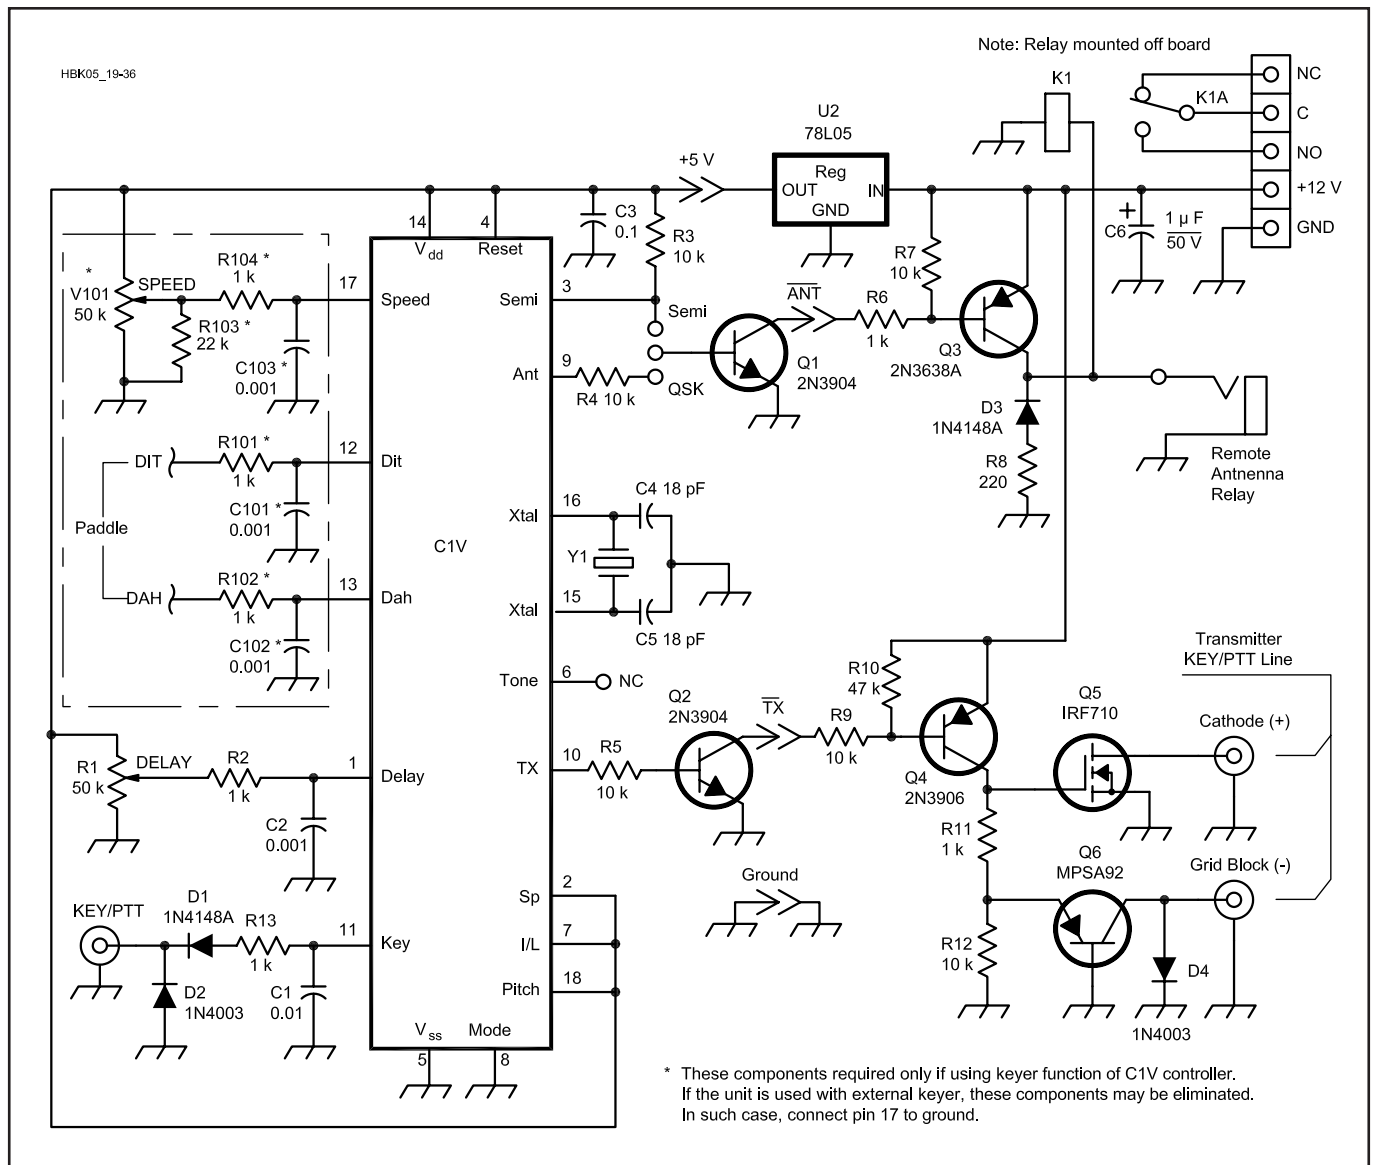 HBK05_19-36
Note: Relay mounted off board
K1
K1A
NC
C
NO
+12 V
GND
U2
78L05
Reg
OUT
IN
GND
+5 V
14
4
V
dd
Reset
C3
0.1
R3
10 k
R7
10 k
+
C6
1 µ F
50 V
*
V101
50 k
SPEED
R104 *
1 k
17
Speed
R103 *
22 k
C103 *
0.001
Semi
3
Semi
QSK
Ant
9
R4 10 k
Q1
2N3904
ANT
R6
1 k
Q3
2N3638A
D3
1N4148A
R8
220
Remote
Antnenna
Relay
DIT
Paddle
DAH
R101 *
1 k
12
Dit
C101 *
0.001
R102 *
1 k
13
Dah
C102 *
0.001
C1V
Xtal
16
C4 18 pF
Y1
Xtal
15
C5 18 pF
Tone
6
NC
R1
50 k
DELAY
R2
1 k
1
Delay
C2
0.001
TX
10
R5
10 k
Q2
2N3904
TX
R9
10 k
R10
47 k
Q4
2N3906
Q5
IRF710
Transmitter
KEY/PTT Line
Cathode (+)
R11
1 k
Q6
MPSA92
Grid Block (-)
R12
10 k
D4
1N4003
Ground
KEY/PTT
D1
1N4148A
R13
1 k
11
Key
D2
1N4003
C1
0.01
Sp
2
I/L
7
Pitch
18
V
ss
Mode
5
8
* These components required only if using keyer function of C1V controller.
If the unit is used with external keyer, these components may be eliminated.
In such case, connect pin 17 to ground.